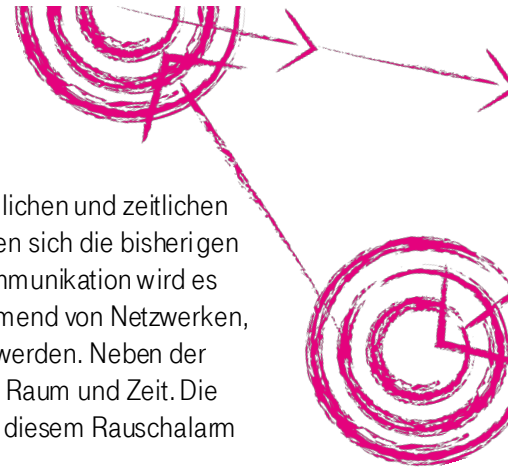 lichen und zeitlichen
en sich die bisherigen
mmunikation wird es
mend von Netzwerken,
werden. Neben der
Raum und Zeit. Die
diesem Rauschalarm